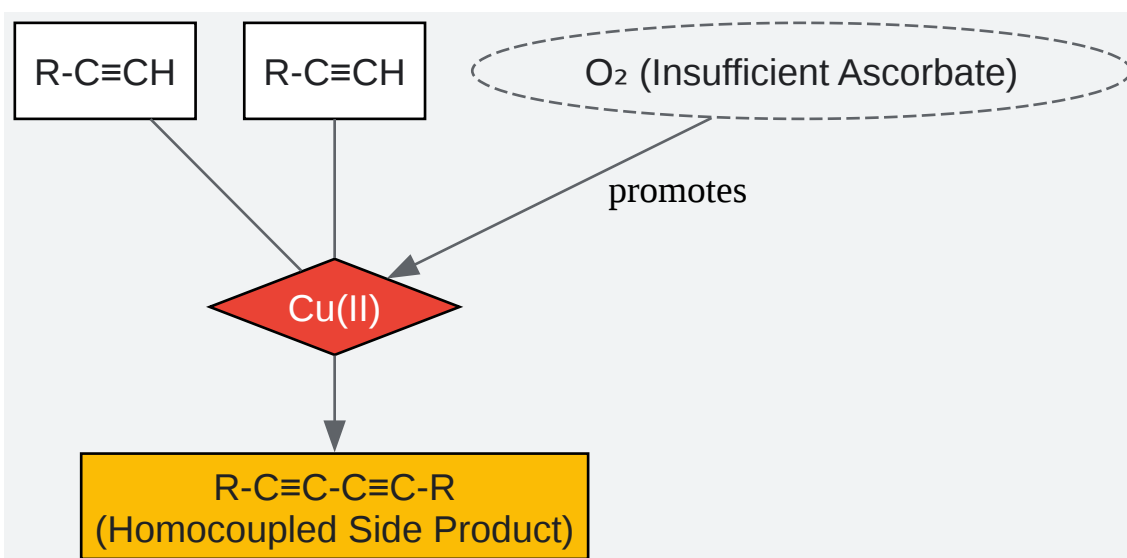 R-C≡CH
R-C≡CH
O₂ (Insufficient Ascorbate)
promotes
Cu(II)
R-C≡C-C≡C-R
(Homocoupled Side Product)